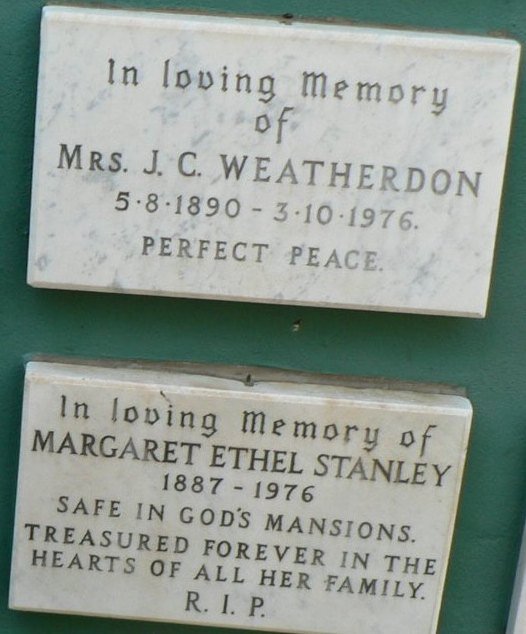 In loving Memory
of
MRS. J. C. WEATHERDON
5·8·1890 - 3·10·1976.
PERFECT PEACE.
In loving Memory of
MARGARET ETHEL STANLEY
1887 - 1976
SAFE IN GOD'S MANSIONS.
TREASURED FOREVER IN THE
HEARTS OF ALL HER FAMILY.
R. I. P.